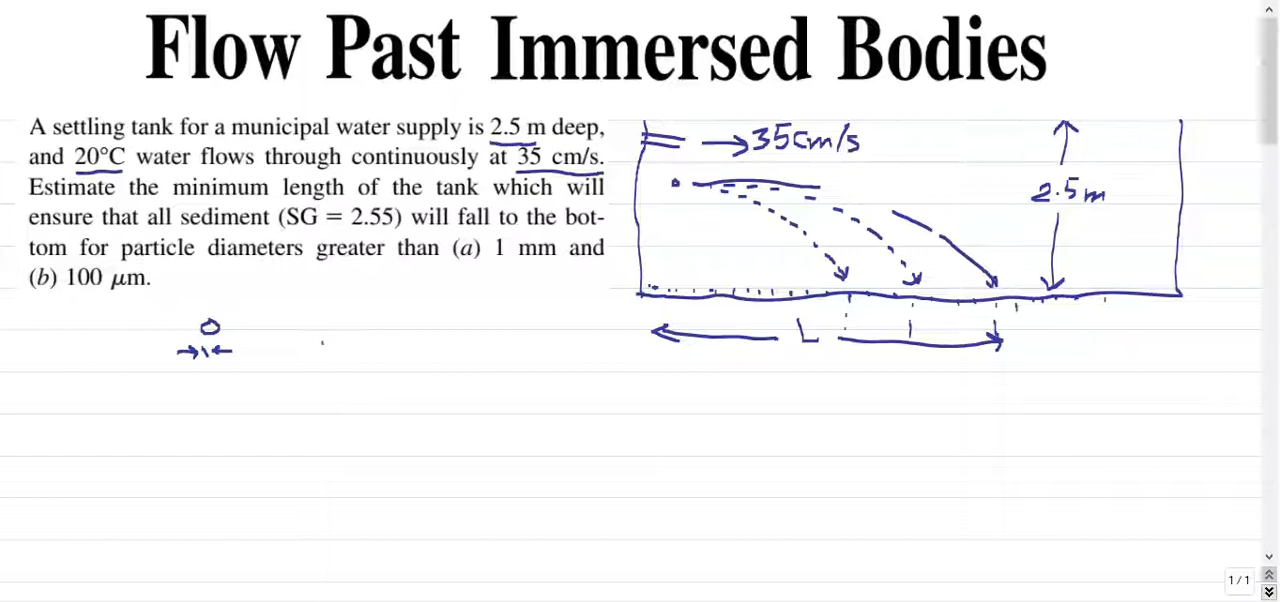 Flow Past Immersed Bodies
A settling tank for a municipal water supply is 2.5 m deep,
and 20°C water flows through continuously at 35 cm/s.
Estimate the minimum length of the tank which will
ensure that all sediment (SG = 2.55) will fall to the bot-
tom for particle diameters greater than (a) 1 mm and
(b) 100 μm.
35cm/s
2.5m
L
1/1